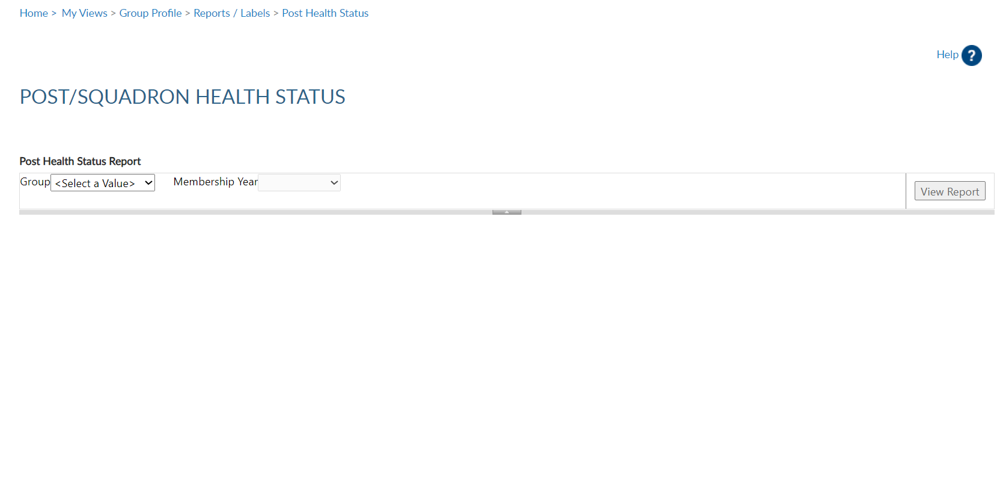 Home > My Views > Group Profile > Reports / Labels > Post Health Status
Help ?
POST/SQUADRON HEALTH STATUS
Post Health Status Report
Group <Select a Value> Membership Year
View Report